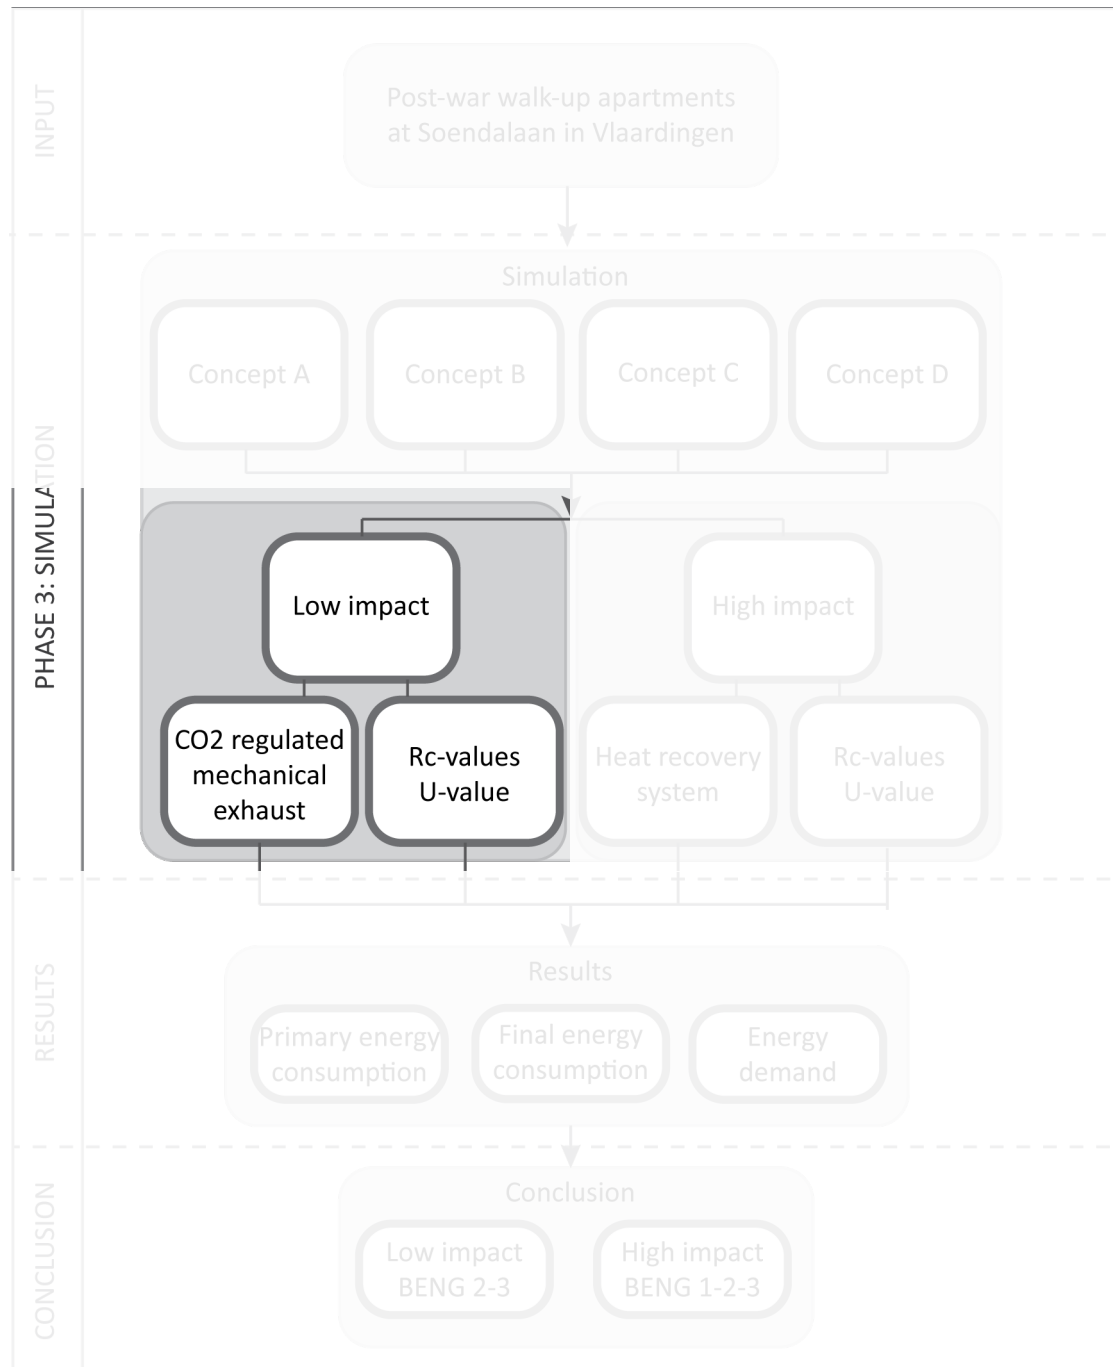 INPUT
Post-war walk-up apartments
at Soendalaan in Vlaardingen
PHASE 3: SIMULATION
Simulation
Concept A
Concept B
Concept C
Concept D
Low impact
High impact
CO2 regulated
mechanical
exhaust
Rc-values
U-value
Heat recovery
system
Rc-values
U-value
RESULTS
Results
Primary energy
consumption
Final energy
consumption
Energy
demand
CONCLUSION
Conclusion
Low impact
BENG 2-3
High impact
BENG 1-2-3